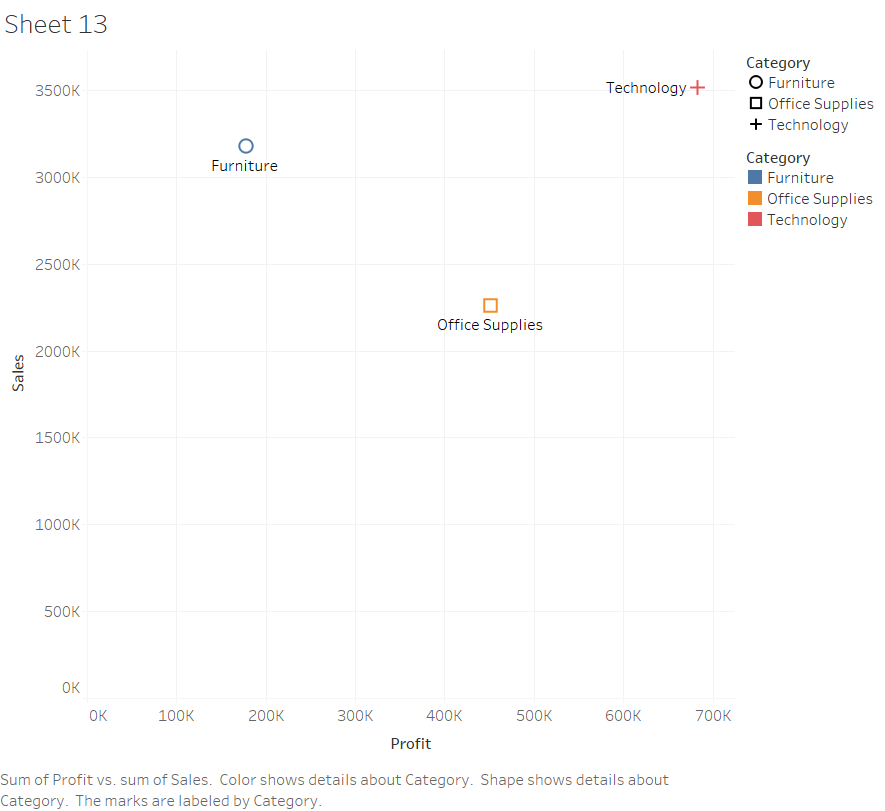 Sheet 13
3500K
3000K
2500K
2000K
1500K
1000K
500K
0K
Sales
Technology
Furniture
Office Supplies
0K 100K 200K 300K 400K 500K 600K 700K
Profit
Category
Furniture
Office Supplies
Technology
Category
Furniture
Office Supplies
Technology
Sum of Profit vs. sum of Sales.  Color shows details about Category.  Shape shows details about
Category.  The marks are labeled by Category.